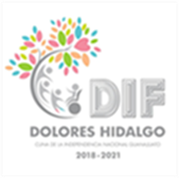 DIF
DOLORES HIDALGO
CUNA DE LA INDEPENDENCIA NACIONAL GUANAJUATO
2018-2021